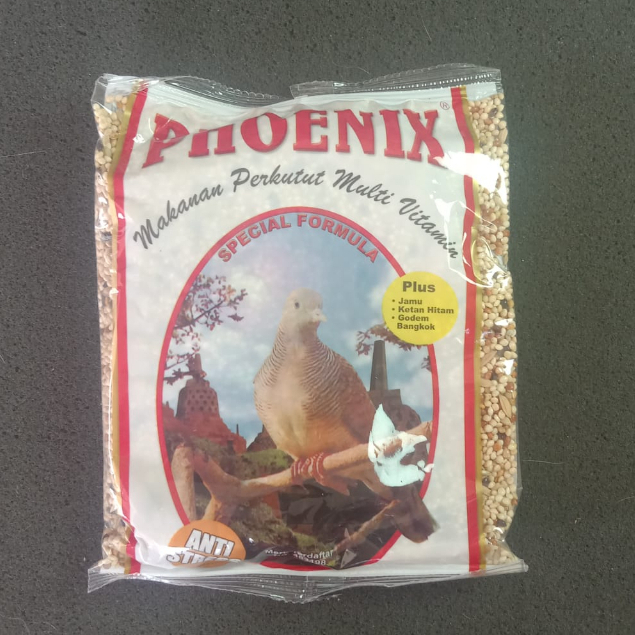 PHOENIX®
Makanan Perkutut Multi Vitamin
SPECIAL FORMULA
Plus
• Jamu
• Ketan Hitam
• Godem
Bangkok
ANTI